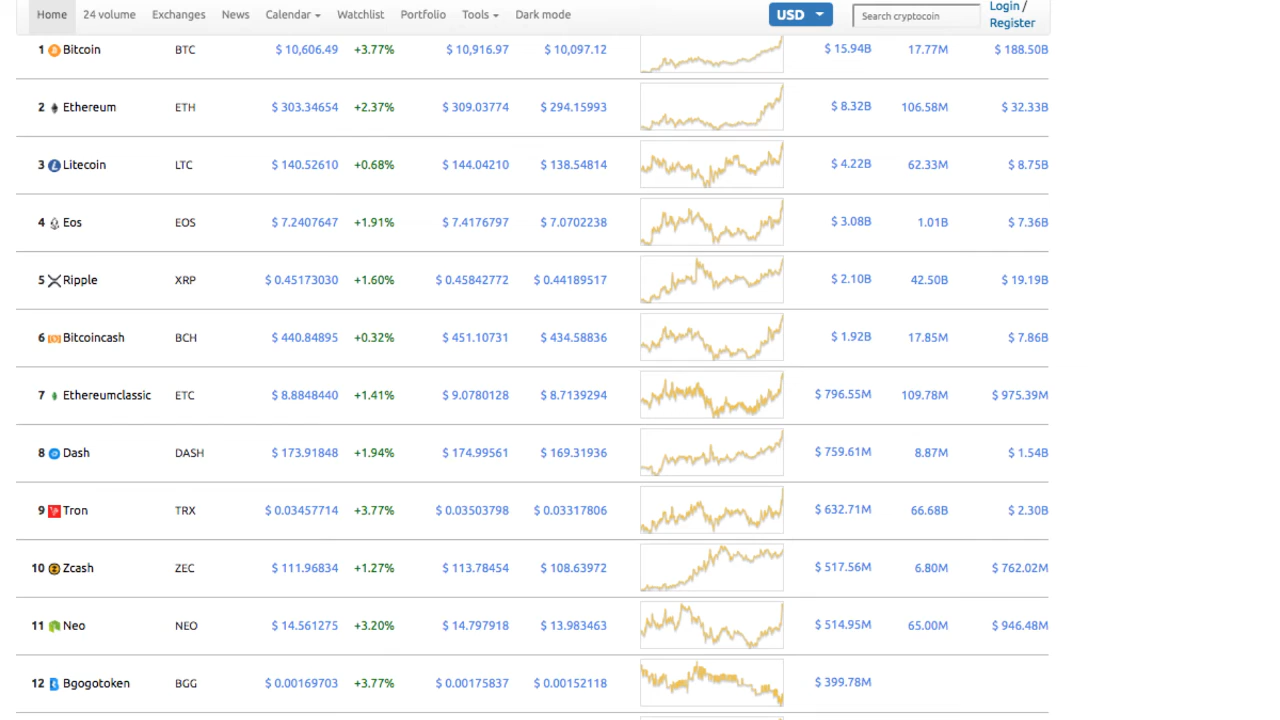 Home 24 volume Exchanges News Calendar Watchlist Portfolio Tools Dark mode USD Search cryptocoin Login / Register
1 Bitcoin BTC $ 10,606.49 +3.77% $ 10,916.97 $ 10,097.12 $ 15.94B 17.77M $ 188.50B
2 Ethereum ETH $ 303.34654 +2.37% $ 309.03774 $ 294.15993 $ 8.32B 106.58M $ 32.33B
3 Litecoin LTC $ 140.52610 +0.68% $ 144.04210 $ 138.54814 $ 4.22B 62.33M $ 8.75B
4 Eos EOS $ 7.2407647 +1.91% $ 7.4176797 $ 7.0702238 $ 3.08B 1.01B $ 7.36B
5 Ripple XRP $ 0.45173030 +1.60% $ 0.45842772 $ 0.44189517 $ 2.10B 42.50B $ 19.19B
6 Bitcoincash BCH $ 440.84895 +0.32% $ 451.10731 $ 434.58836 $ 1.92B 17.85M $ 7.86B
7 Ethereumclassic ETC $ 8.8848440 +1.41% $ 9.0780128 $ 8.7139294 $ 796.55M 109.78M $ 975.39M
8 Dash DASH $ 173.91848 +1.94% $ 174.99561 $ 169.31936 $ 759.61M 8.87M $ 1.54B
9 Tron TRX $ 0.03457714 +3.77% $ 0.03503798 $ 0.03317806 $ 632.71M 66.68B $ 2.30B
10 Zcash ZEC $ 111.96834 +1.27% $ 113.78454 $ 108.63972 $ 517.56M 6.80M $ 762.02M
11 Neo NEO $ 14.561275 +3.20% $ 14.797918 $ 13.983463 $ 514.95M 65.00M $ 946.48M
12 Bgogotoken BGG $ 0.00169703 +3.77% $ 0.00175837 $ 0.00152118 $ 399.78M